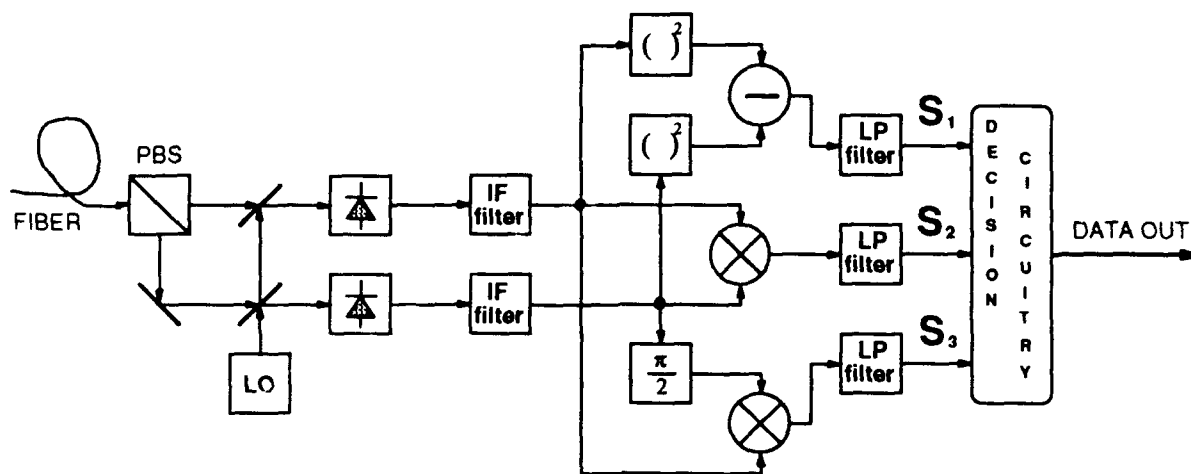 ( )²
PBS
FIBER
IF
filter
IF
filter
LO
( )²
π/2
LP
filter
LP
filter
LP
filter
S₁
S₂
S₃
DECISION
CIRCUITRY
DATA OUT